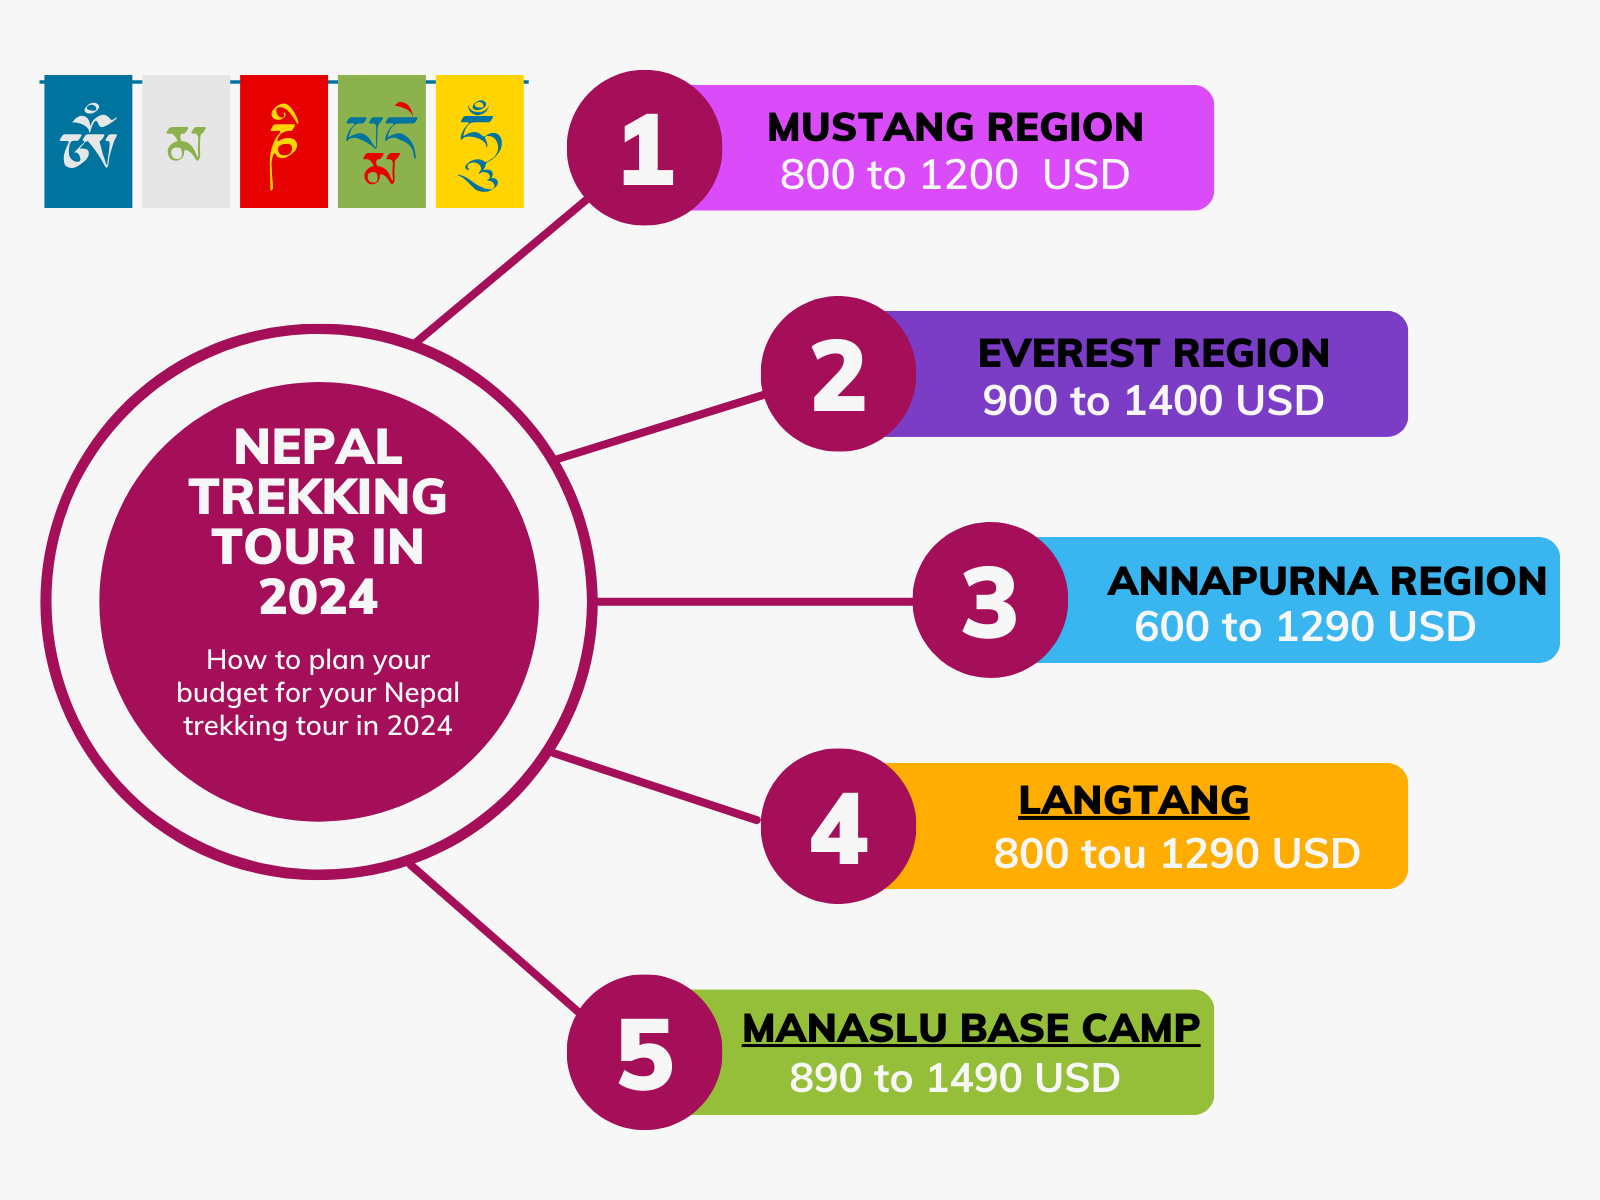 ཨོཾ
མ
ཎི
པདྨེ
ཧཱུྃ
1
MUSTANG REGION
800 to 1200 USD
2
EVEREST REGION
900 to 1400 USD
NEPAL
TREKKING
TOUR IN
2024
How to plan your
budget for your Nepal
trekking tour in 2024
3
ANNAPURNA REGION
600 to 1290 USD
4
LANGTANG
800 tou 1290 USD
5
MANASLU BASE CAMP
890 to 1490 USD